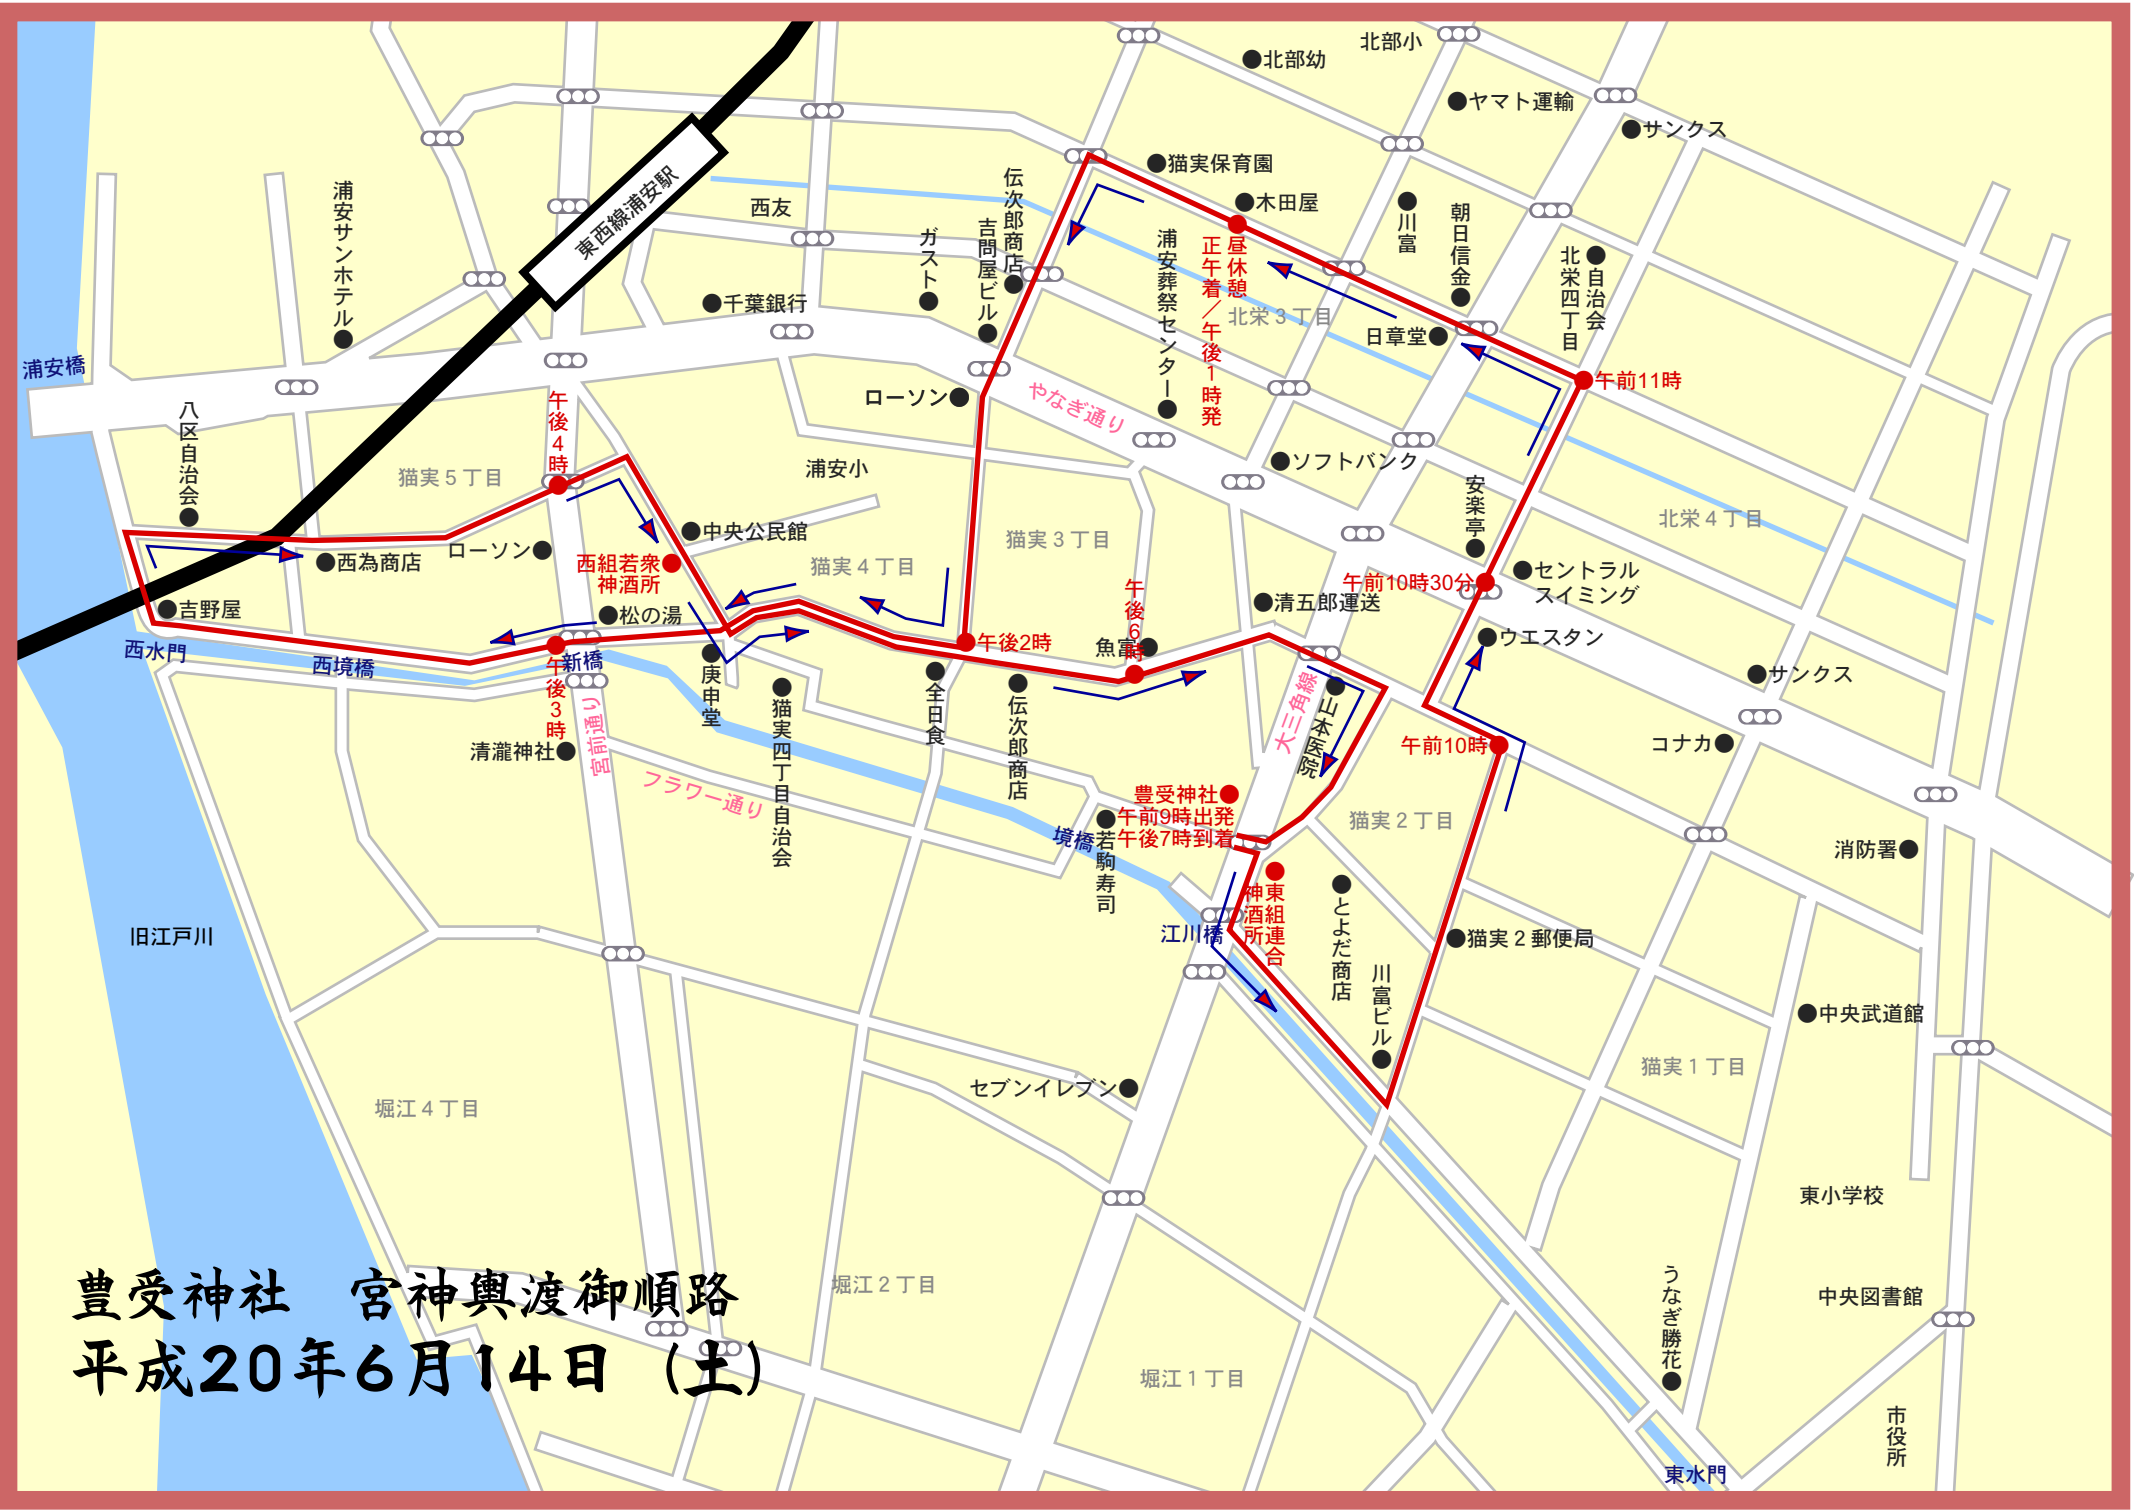 北部小
●北部幼
●ヤマト運輸
●サンクス
東西線浦安駅
浦安サンホテル
西友
伝次郎商店
吉問屋ビル
ガスト
●猫実保育園
●木田屋
川富
朝日信金
自治会
北栄四丁目
浦安葬祭センター
昼休憩
正午着／午後1時発
北栄３丁目
日章堂●
●千葉銀行
浦安橋
八区自治会
午後4時
午前11時
ローソン●
やなぎ通り
猫実５丁目
浦安小
●ソフトバンク
安楽亭
北栄４丁目
●中央公民館
猫実３丁目
ローソン●
●西為商店
西組若衆
神酒所
猫実４丁目
午後6時
午前10時30分
●セントラル
スイミング
●清五郎運送
●吉野屋
●松の湯
午後2時
魚富●
●ウエスタン
西水門
西境橋
新橋
午後3時
庚申堂
猫実四丁目自治会
全日食
伝次郎商店
大三角線
山本医院
●サンクス
コナカ●
午前10時
清瀧神社●
宮前通り
フラワー通り
豊受神社●
午前9時出発
午後7時到着
境橋
若駒寿司
猫実２丁目
消防署●
東組連合
神酒所
とよだ商店
●猫実２郵便局
江川橋
旧江戸川
川富ビル
●中央武道館
猫実１丁目
セブンイレブン●
堀江４丁目
東小学校
堀江２丁目
うなぎ勝花
中央図書館
堀江１丁目
市役所
東水門
豊受神社　宮神輿渡御順路
平成20年6月14日（土）